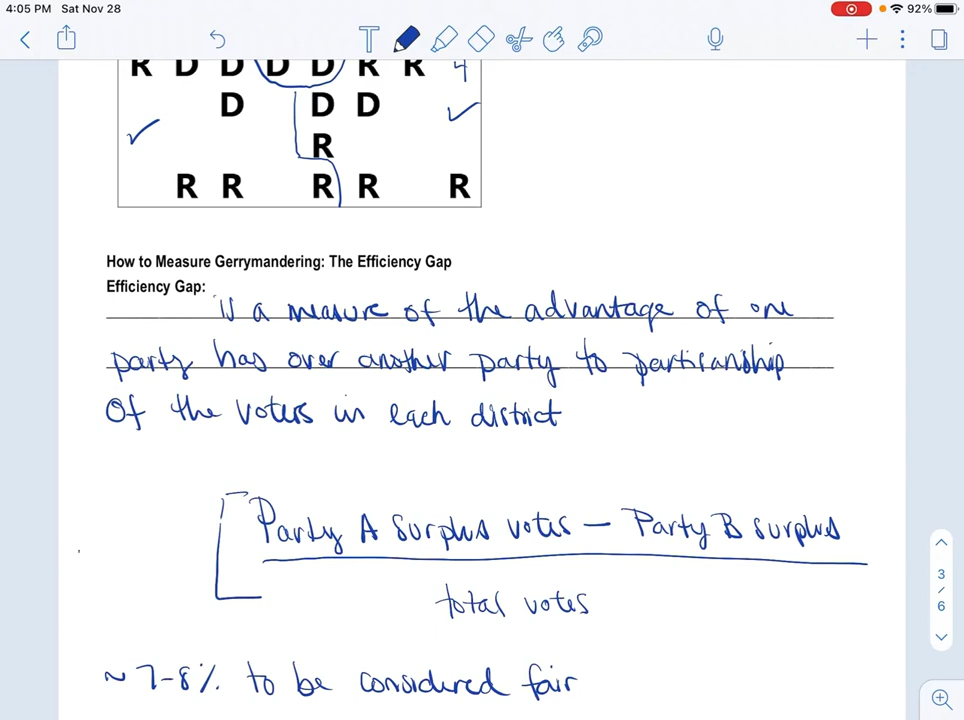 4:05 PM Sat Nov 28
92%
R D D D D R R 4
D D D
R
R R R R R
How to Measure Gerrymandering: The Efficiency Gap
Efficiency Gap:
is a measure of the advantage of one
party has over another party to partisanship
Of the voters in each district
Party A Surplus votes — Party B surplus
total votes
~ 7-8% to be considered fair
3
/
6